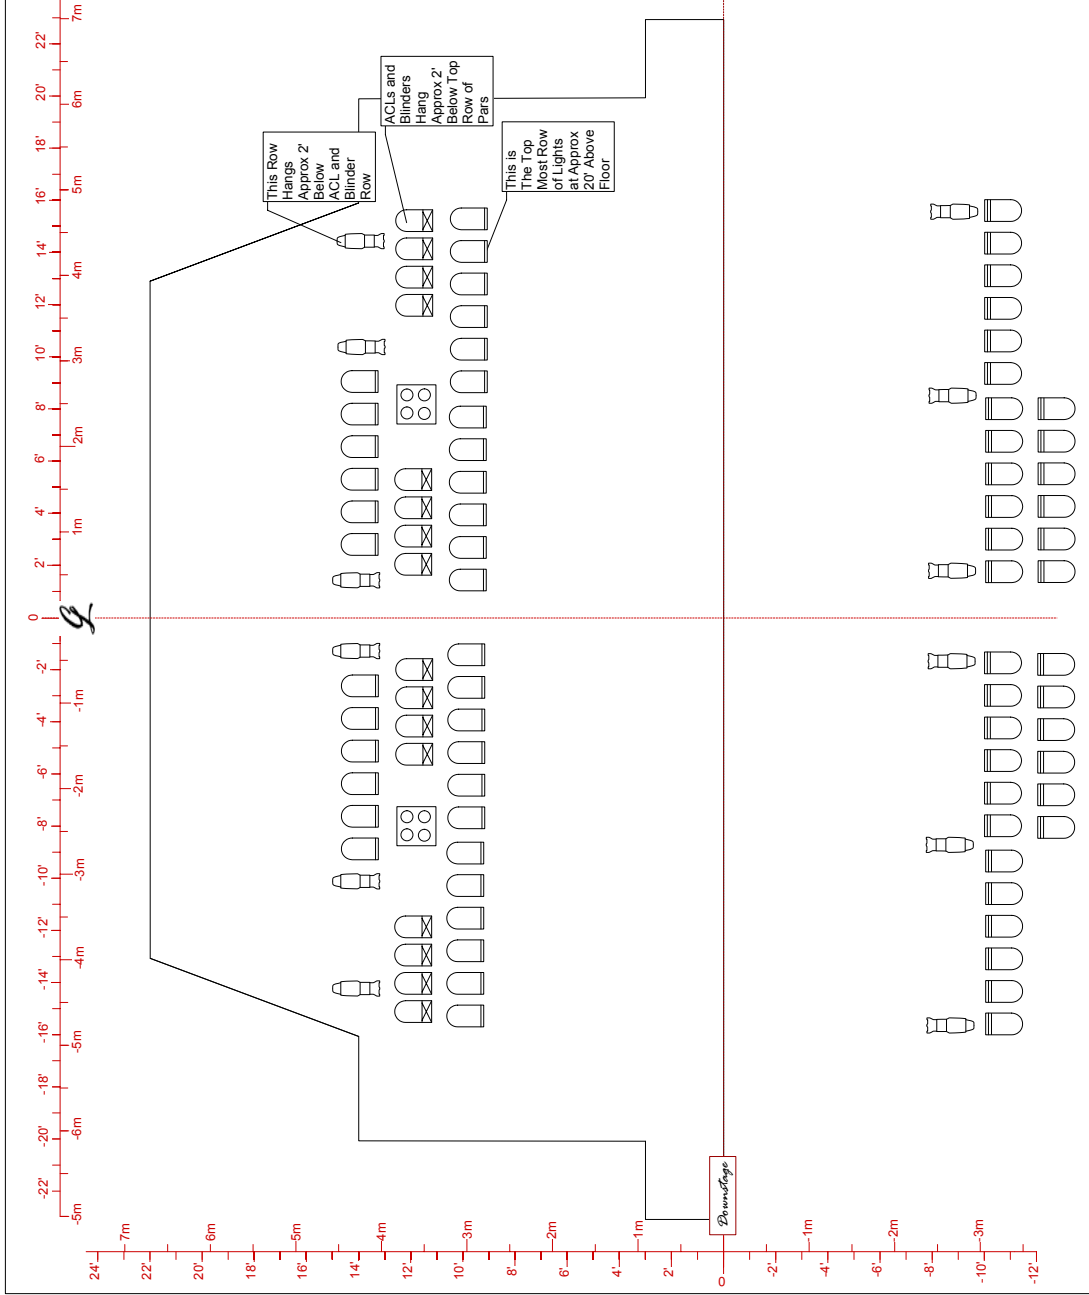 -22'
-20'
-18'
-16'
-14'
-12'
-10'
-8'
-6'
-4'
-2'
0
2'
4'
6'
8'
10'
12'
14'
16'
18'
20'
22'
-5m
-6m
-5m
-4m
-3m
-2m
-1m
℄
1m
2m
3m
4m
5m
6m
7m
This Row
Hangs
Approx 2'
Below
ACL and
Blinder
Row
ACLs and
Blinders
Hang
Approx 2'
Below Top
Row of
Pars
This is
The Top
Most Row
of Lights
at Approx
20' Above
Floor
Downstage
24'
22'
20'
18'
16'
14'
12'
10'
8'
6'
4'
2'
0
-2'
-4'
-6'
-8'
-10'
-12'
7m
6m
5m
4m
3m
2m
1m
1m
2m
3m